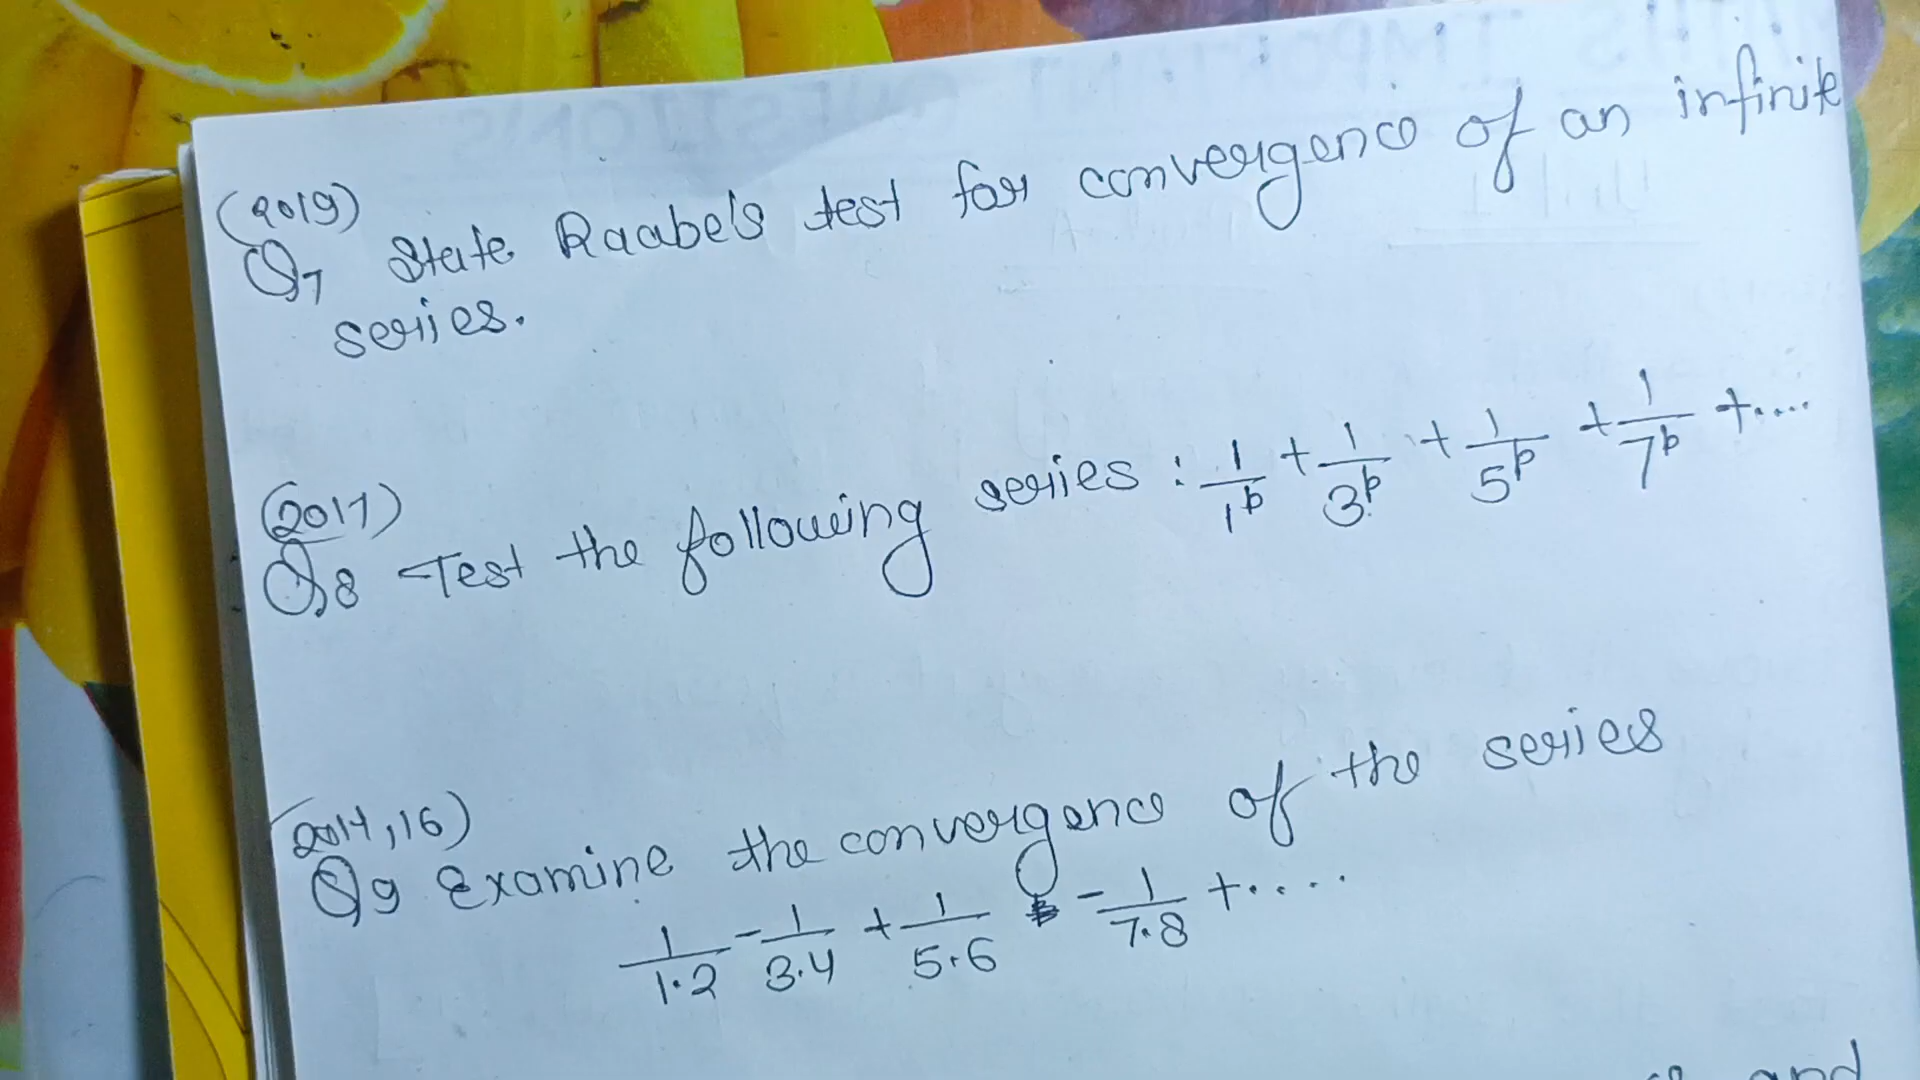 (2019)
Q7 State Raabe's test for convergence of an infinite
series.
(2017)
Q8 Test the following series : 1/1^p + 1/3^p + 1/5^p + 1/7^p + ....
(2014, 16)
Q9 Examine the convergence of the series
1/1.2 - 1/3.4 + 1/5.6 - 1/7.8 + ....
and